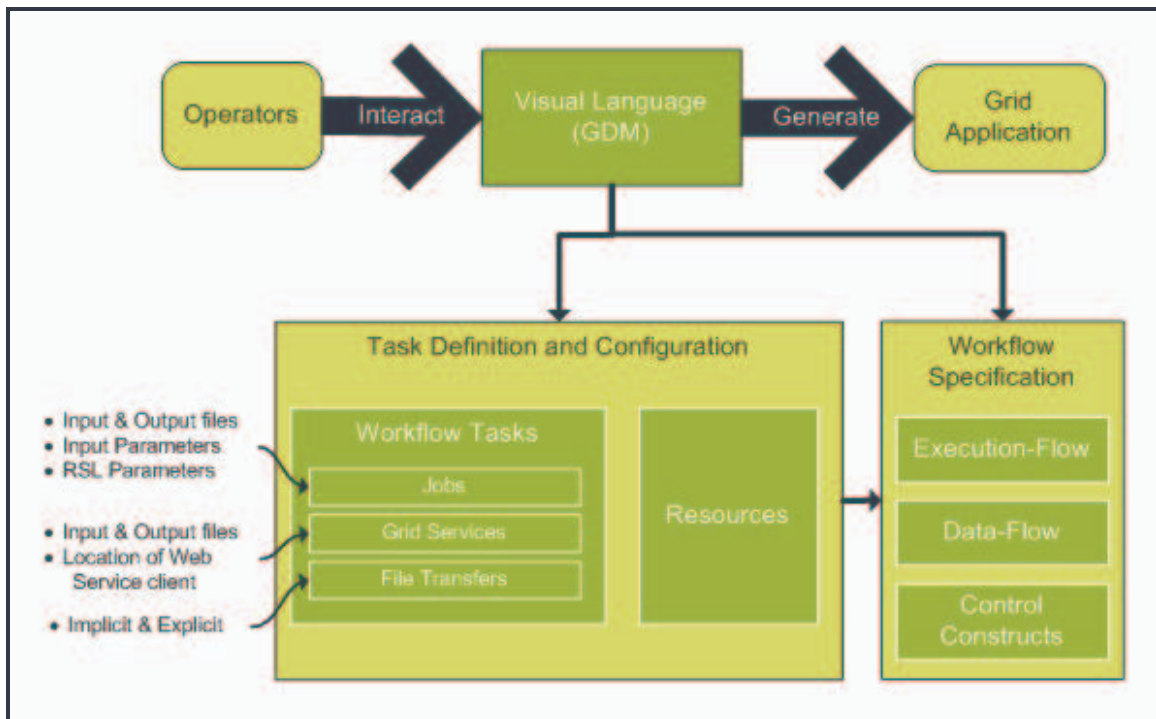 Operators
Interact
Visual Language
(GDM)
Generate
Grid
Application
Task Definition and Configuration
Workflow
Specification
• Input & Output files
• Input Parameters
• RSL Parameters
• Input & Output files
• Location of Web
Service client
• Implicit & Explicit
Workflow Tasks
Jobs
Grid Services
File Transfers
Resources
Execution-Flow
Data-Flow
Control
Constructs